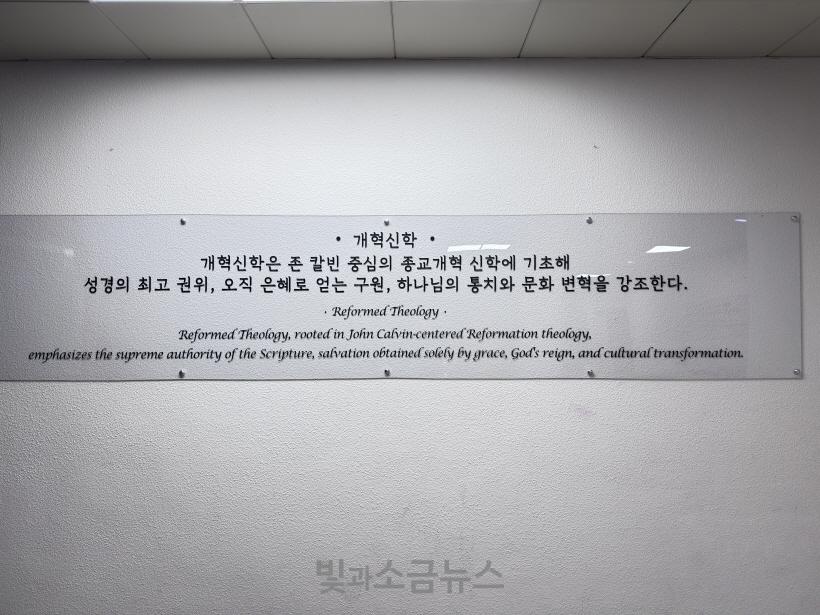 • 개혁신학 •
개혁신학은 존 칼빈 중심의 종교개혁 신학에 기초해
성경의 최고 권위, 오직 은혜로 얻는 구원, 하나님의 통치와 문화 변혁을 강조한다.
· Reformed Theology ·
Reformed Theology, rooted in John Calvin-centered Reformation theology,
emphasizes the supreme authority of the Scripture, salvation obtained solely by grace, God's reign, and cultural transformation.
빛과소금뉴스